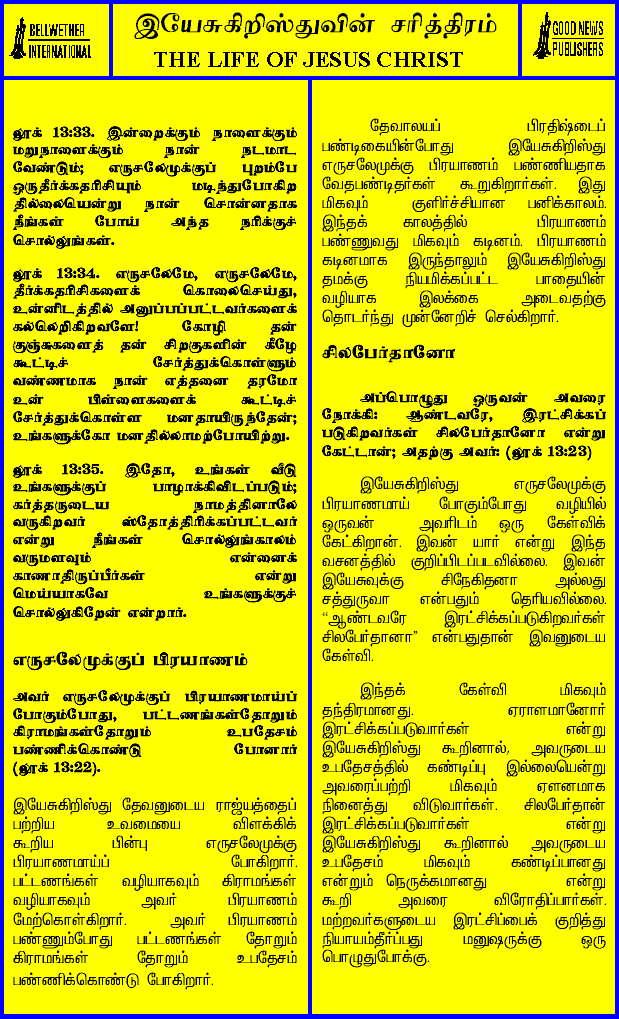 BELLWETHER
INTERNATIONAL
இயேசுகிறிஸ்துவின் சரித்திரம்
THE LIFE OF JESUS CHRIST
GOOD NEWS
PUBLISHERS
லூக் 13:33. இன்றைக்கும் நாளைக்கும்
மறுநாளைக்கும் நான் நடமாட
வேண்டும்; எருசலேமுக்குப் புறம்பே
ஒருதீர்க்கதரிசியும் மடிந்துபோகிற
தில்லையென்று நான் சொன்னதாக
நீங்கள் போய் அந்த நரிக்குச்
சொல்லுங்கள்.
லூக் 13:34. எருசலேமே, எருசலேமே,
தீர்க்கதரிசிகளைக் கொலைசெய்து,
உன்னிடத்தில் அனுப்பப்பட்டவர்களைக்
கல்லெறிகிறவளே! கோழி தன்
குஞ்சுகளைத் தன் சிறகுகளின் கீழே
கூட்டிச் சேர்த்துக்கொள்ளும்
வண்ணமாக நான் எத்தனை தரமோ
உன் பிள்ளைகளைக் கூட்டிச்
சேர்த்துக்கொள்ள மனதாயிருந்தேன்;
உங்களுக்கோ மனதில்லாமற்போயிற்று.
லூக் 13:35. இதோ, உங்கள் வீடு
உங்களுக்குப் பாழாக்கிவிடப்படும்;
கர்த்தருடைய நாமத்தினாலே
வருகிறவர் ஸ்தோத்திரிக்கப்பட்டவர்
என்று நீங்கள் சொல்லுங்காலம்
வருமளவும் என்னைக்
காணாதிருப்பீர்கள் என்று
மெய்யாகவே உங்களுக்குச்
சொல்லுகிறேன் என்றார்.
எருசலேமுக்குப் பிரயாணம்
அவர் எருசலேமுக்குப் பிரயாணமாய்ப்
போகும்போது, பட்டணங்கள்தோறும்
கிராமங்கள்தோறும் உபதேசம்
பண்ணிக்கொண்டு போனார்
(லூக் 13:22).
இயேசுகிறிஸ்து தேவனுடைய ராஜ்யத்தைப்
பற்றிய உவமையை விளக்கிக்
கூறிய பின்பு எருசலேமுக்கு
பிரயாணமாய்ப் போகிறார்.
பட்டணங்கள் வழியாகவும் கிராமங்கள்
வழியாகவும் அவர் பிரயாணம்
மேற்கொள்கிறார். அவர் பிரயாணம்
பண்ணும்போது பட்டணங்கள் தோறும்
கிராமங்கள் தோறும் உபதேசம்
பண்ணிக்கொண்டு போகிறார்.
தேவாலயப் பிரதிஷ்டைப்
பண்டிகையின்போது இயேசுகிறிஸ்து
எருசலேமுக்கு பிரயாணம் பண்ணியதாக
வேதபண்டிதர்கள் கூறுகிறார்கள். இது
மிகவும் குளிர்ச்சியான பனிக்காலம்.
இந்தக் காலத்தில் பிரயாணம்
பண்ணுவது மிகவும் கடினம். பிரயாணம்
கடினமாக இருந்தாலும் இயேசுகிறிஸ்து
தமக்கு நியமிக்கப்பட்ட பாதையின்
வழியாக இலக்கை அடைவதற்கு
தொடர்ந்து முன்னேறிச் செல்கிறார்.
சிலபேர்தானோ
அப்பொழுது ஒருவன் அவரை
நோக்கி: ஆண்டவரே, இரட்சிக்கப்
படுகிறவர்கள் சிலபேர்தானோ என்று
கேட்டான்; அதற்கு அவர்: (லூக் 13:23)
இயேசுகிறிஸ்து எருசலேமுக்கு
பிரயாணமாய் போகும்போது வழியில்
ஒருவன் அவரிடம் ஒரு கேள்விக்
கேட்கிறான். இவன் யார் என்று இந்த
வசனத்தில் குறிப்பிடப்படவில்லை. இவன்
இயேசுவுக்கு சிநேகிதனா அல்லது
சத்துருவா என்பதும் தெரியவில்லை.
“ஆண்டவரே இரட்சிக்கப்படுகிறவர்கள்
சிலபேர்தானா” என்பதுதான் இவனுடைய
கேள்வி.
இந்தக் கேள்வி மிகவும்
தந்திரமானது. ஏராளமானோர்
இரட்சிக்கப்படுவார்கள் என்று
இயேசுகிறிஸ்து கூறினால், அவருடைய
உபதேசத்தில் கண்டிப்பு இல்லையென்று
அவரைப்பற்றி மிகவும் ஏளனமாக
நினைத்து விடுவார்கள். சிலபேர்தான்
இரட்சிக்கப்படுவார்கள் என்று
இயேசுகிறிஸ்து கூறினால் அவருடைய
உபதேசம் மிகவும் கண்டிப்பானது
என்றும் நெருக்கமானது என்று
கூறி அவரை விரோதிப்பார்கள்.
மற்றவர்களுடைய இரட்சிப்பைக் குறித்து
நியாயம்தீர்ப்பது மனுஷருக்கு ஒரு
பொழுதுபோக்கு.